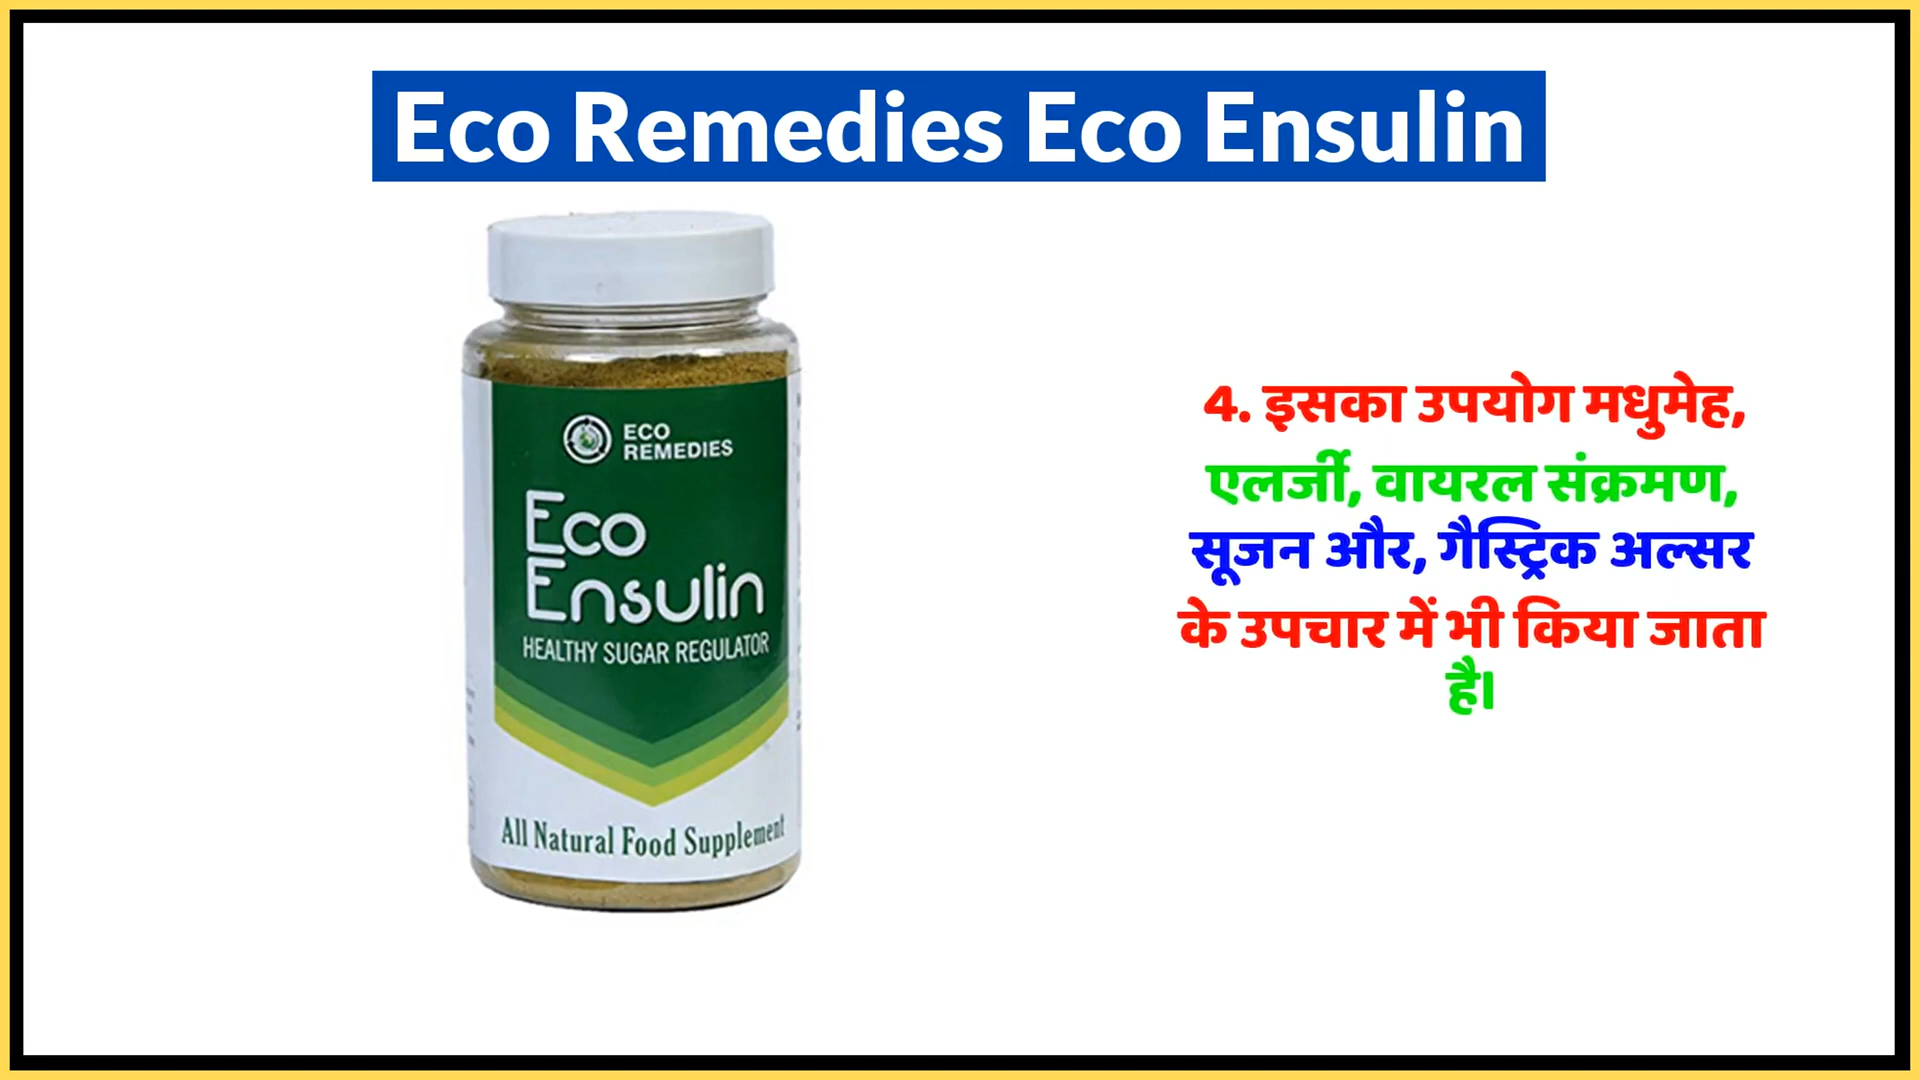 Eco Remedies Eco Ensulin
ECO
REMEDIES
Eco
Ensulin
HEALTHY SUGAR REGULATOR
All Natural Food Supplement
4. इसका उपयोग मधुमेह,
एलर्जी, वायरल संक्रमण,
सूजन और, गैस्ट्रिक अल्सर
के उपचार में भी किया जाता
है।